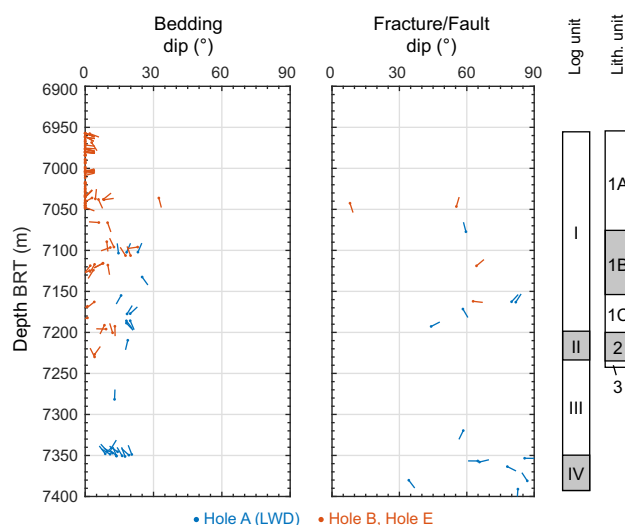 Bedding
dip (°)
Fracture/Fault
dip (°)
Log unit
Lith. unit
0 30 60 90
0 30 60 90
Depth BRT (m)
6900
6950
7000
7050
7100
7150
7200
7250
7300
7350
7400
I
II
III
IV
1A
1B
1C
2
3
• Hole A (LWD) • Hole B, Hole E